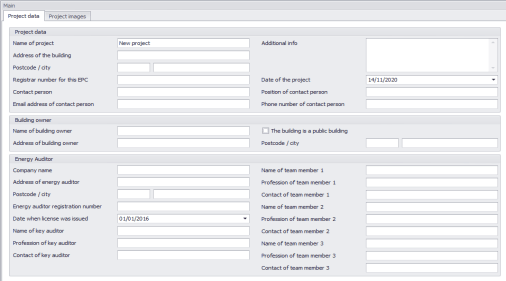 Main
Project data Project images
Project data
Name of project New project Additional info
Address of the building
Postcode / city
Registrar number for this EPC Date of the project 14/11/2020
Contact person Position of contact person
Email address of contact person Phone number of contact person
Building owner
Name of building owner The building is a public building
Address of building owner Postcode / city
Energy Auditor
Company name Name of team member 1
Address of energy auditor Profession of team member 1
Postcode / city Contact of team member 1
Energy auditor registration number Name of team member 2
Date when license was issued 01/01/2016 Profession of team member 2
Name of key auditor Contact of team member 2
Profession of key auditor Name of team member 3
Contact of key auditor Profession of team member 3
Contact of team member 3